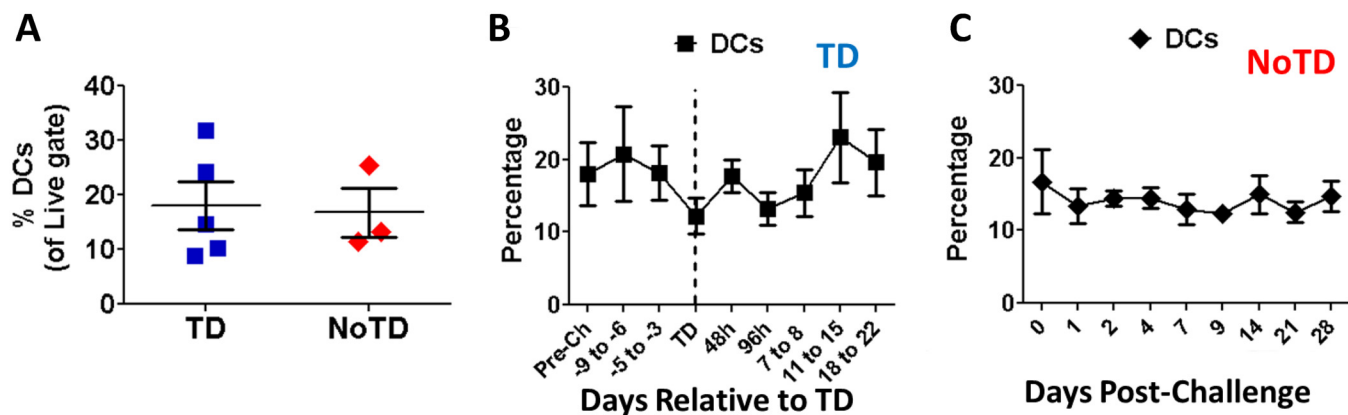 A
% DCs
(of Live gate)
40
30
20
10
0
TD
NoTD
B
DCs
TD
Percentage
30
20
10
0
Pre-Ch
-9 to -6
-5 to -3
TD
48h
96h
7 to 8
11 to 15
18 to 22
Days Relative to TD
C
DCs
NoTD
Percentage
30
20
10
0
0
1
2
4
7
9
14
21
28
Days Post-Challenge